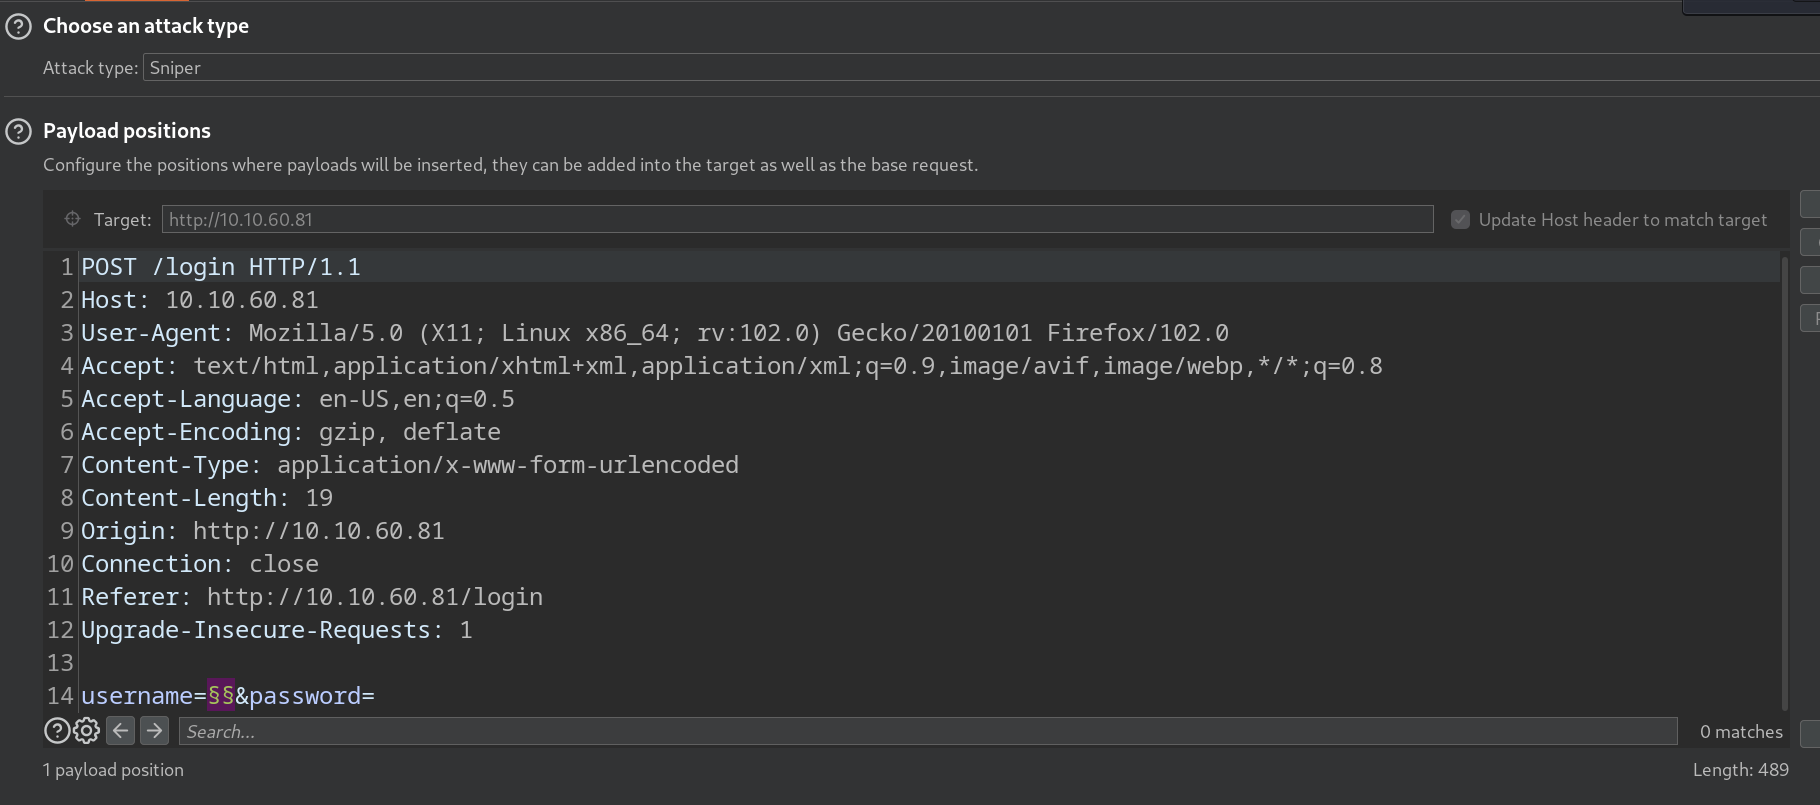 Choose an attack type
Attack type: Sniper
Payload positions
Configure the positions where payloads will be inserted, they can be added into the target as well as the base request.
Target: http://10.10.60.81 Update Host header to match target
1 POST /login HTTP/1.1
2 Host: 10.10.60.81
3 User-Agent: Mozilla/5.0 (X11; Linux x86_64; rv:102.0) Gecko/20100101 Firefox/102.0
4 Accept: text/html,application/xhtml+xml,application/xml;q=0.9,image/avif,image/webp,*/*;q=0.8
5 Accept-Language: en-US,en;q=0.5
6 Accept-Encoding: gzip, deflate
7 Content-Type: application/x-www-form-urlencoded
8 Content-Length: 19
9 Origin: http://10.10.60.81
10 Connection: close
11 Referer: http://10.10.60.81/login
12 Upgrade-Insecure-Requests: 1
13
14 username=§§&password=
Search... 0 matches
1 payload position Length: 489